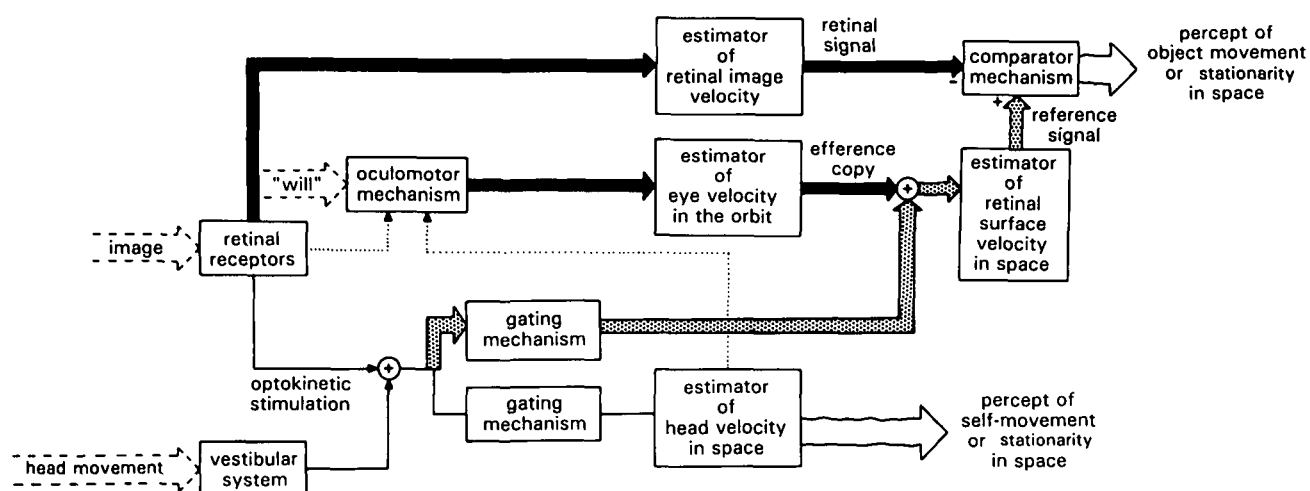 estimator
of
retinal image
velocity
retinal
signal
-
comparator
mechanism
percept of
object movement
or stationarity
in space
+
reference
signal
"will"
oculomotor
mechanism
estimator
of
eye velocity
in the orbit
efference
copy
+
estimator
of
retinal
surface
velocity
in space
image
retinal
receptors
gating
mechanism
optokinetic
stimulation
+
gating
mechanism
estimator
of
head velocity
in space
percept of
self-movement
or stationarity
in space
head movement
vestibular
system